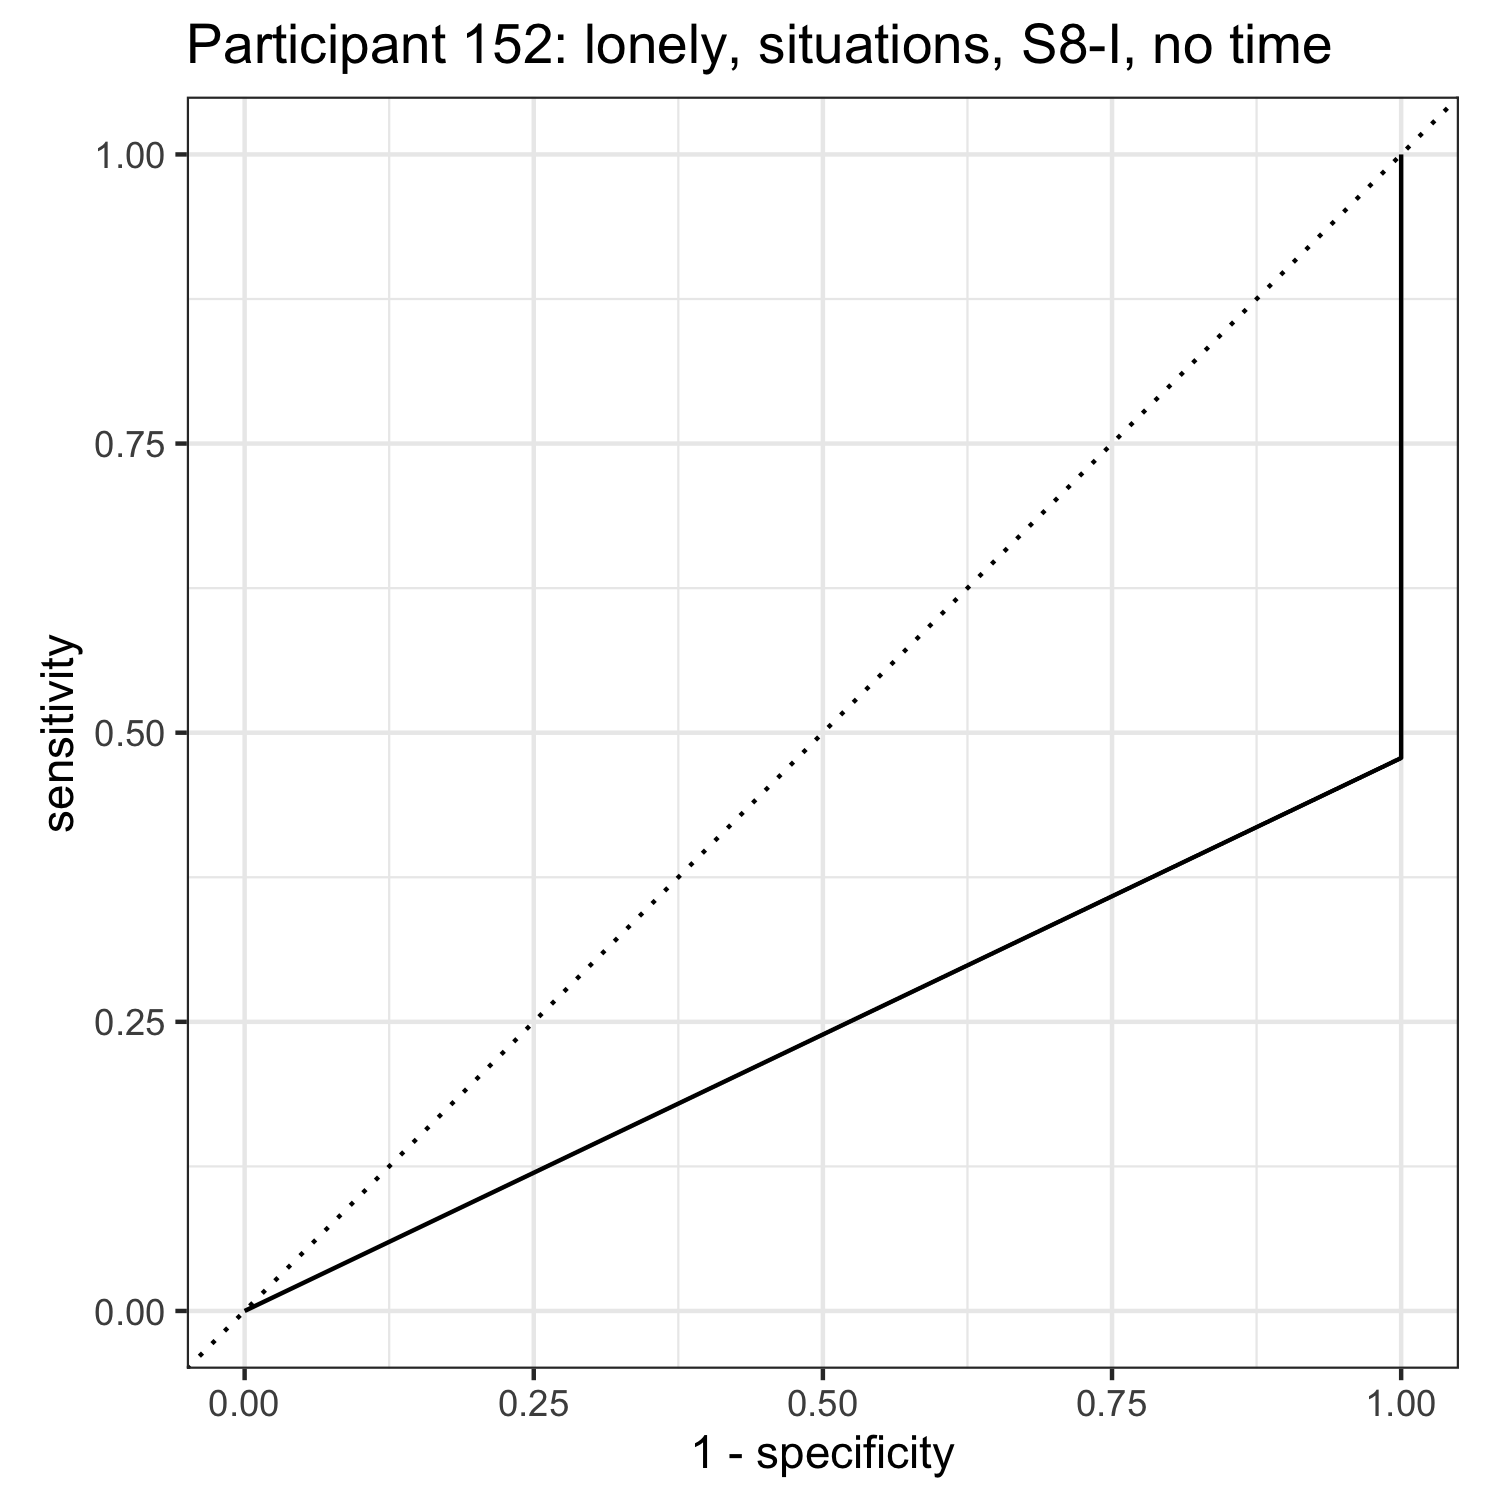 Participant 152: lonely, situations, S8-I, no time
1.00
0.75
0.50
0.25
0.00
sensitivity
0.00 0.25 0.50 0.75 1.00
1 - specificity